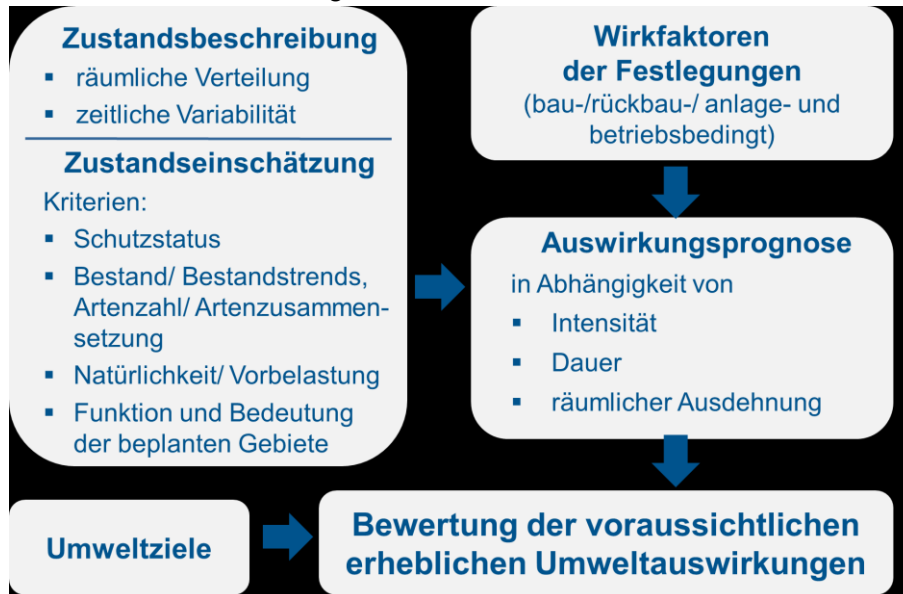 Zustandsbeschreibung
▪ räumliche Verteilung
▪ zeitliche Variabilität
Zustandseinschätzung
Kriterien:
▪ Schutzstatus
▪ Bestand/ Bestandstrends,
Artenzahl/ Artenzusammen-
setzung
▪ Natürlichkeit/ Vorbelastung
▪ Funktion und Bedeutung
der beplanten Gebiete
Wirkfaktoren
der Festlegungen
(bau-/rückbau-/ anlage- und
betriebsbedingt)
Auswirkungsprognose
in Abhängigkeit von
▪ Intensität
▪ Dauer
▪ räumlicher Ausdehnung
Umweltziele
Bewertung der voraussichtlichen
erheblichen Umweltauswirkungen